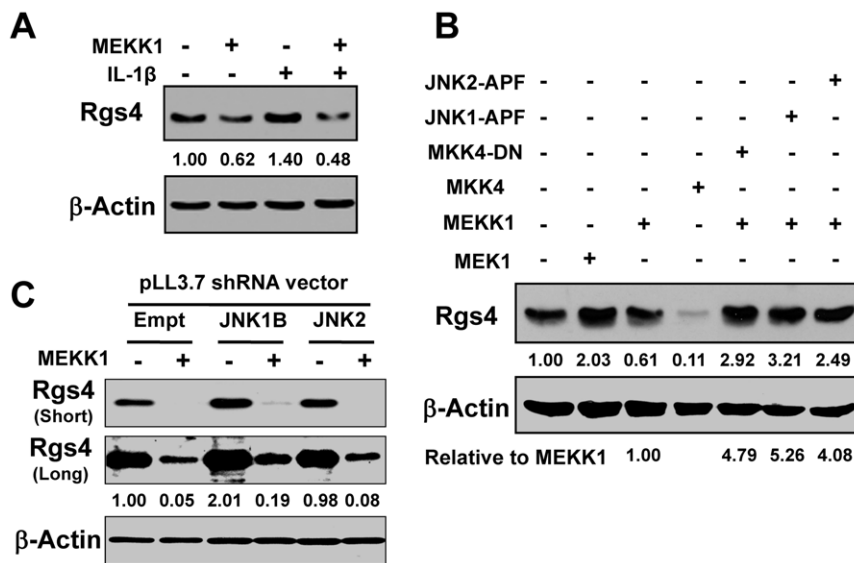 A
MEKK1 - + - +
IL-1β - - + +
Rgs4
1.00 0.62 1.40 0.48
β-Actin
B
JNK2-APF - - - - - - +
JNK1-APF - - - - - + -
MKK4-DN - - - - + - -
MKK4 - - - + - - -
MEKK1 - - + - + + +
MEK1 - + - - - - -
Rgs4
1.00 2.03 0.61 0.11 2.92 3.21 2.49
β-Actin
Relative to MEKK1 1.00 4.79 5.26 4.08
C
pLL3.7 shRNA vector
Empt JNK1B JNK2
MEKK1 - + - + - +
Rgs4
(Short)
Rgs4
(Long)
1.00 0.05 2.01 0.19 0.98 0.08
β-Actin